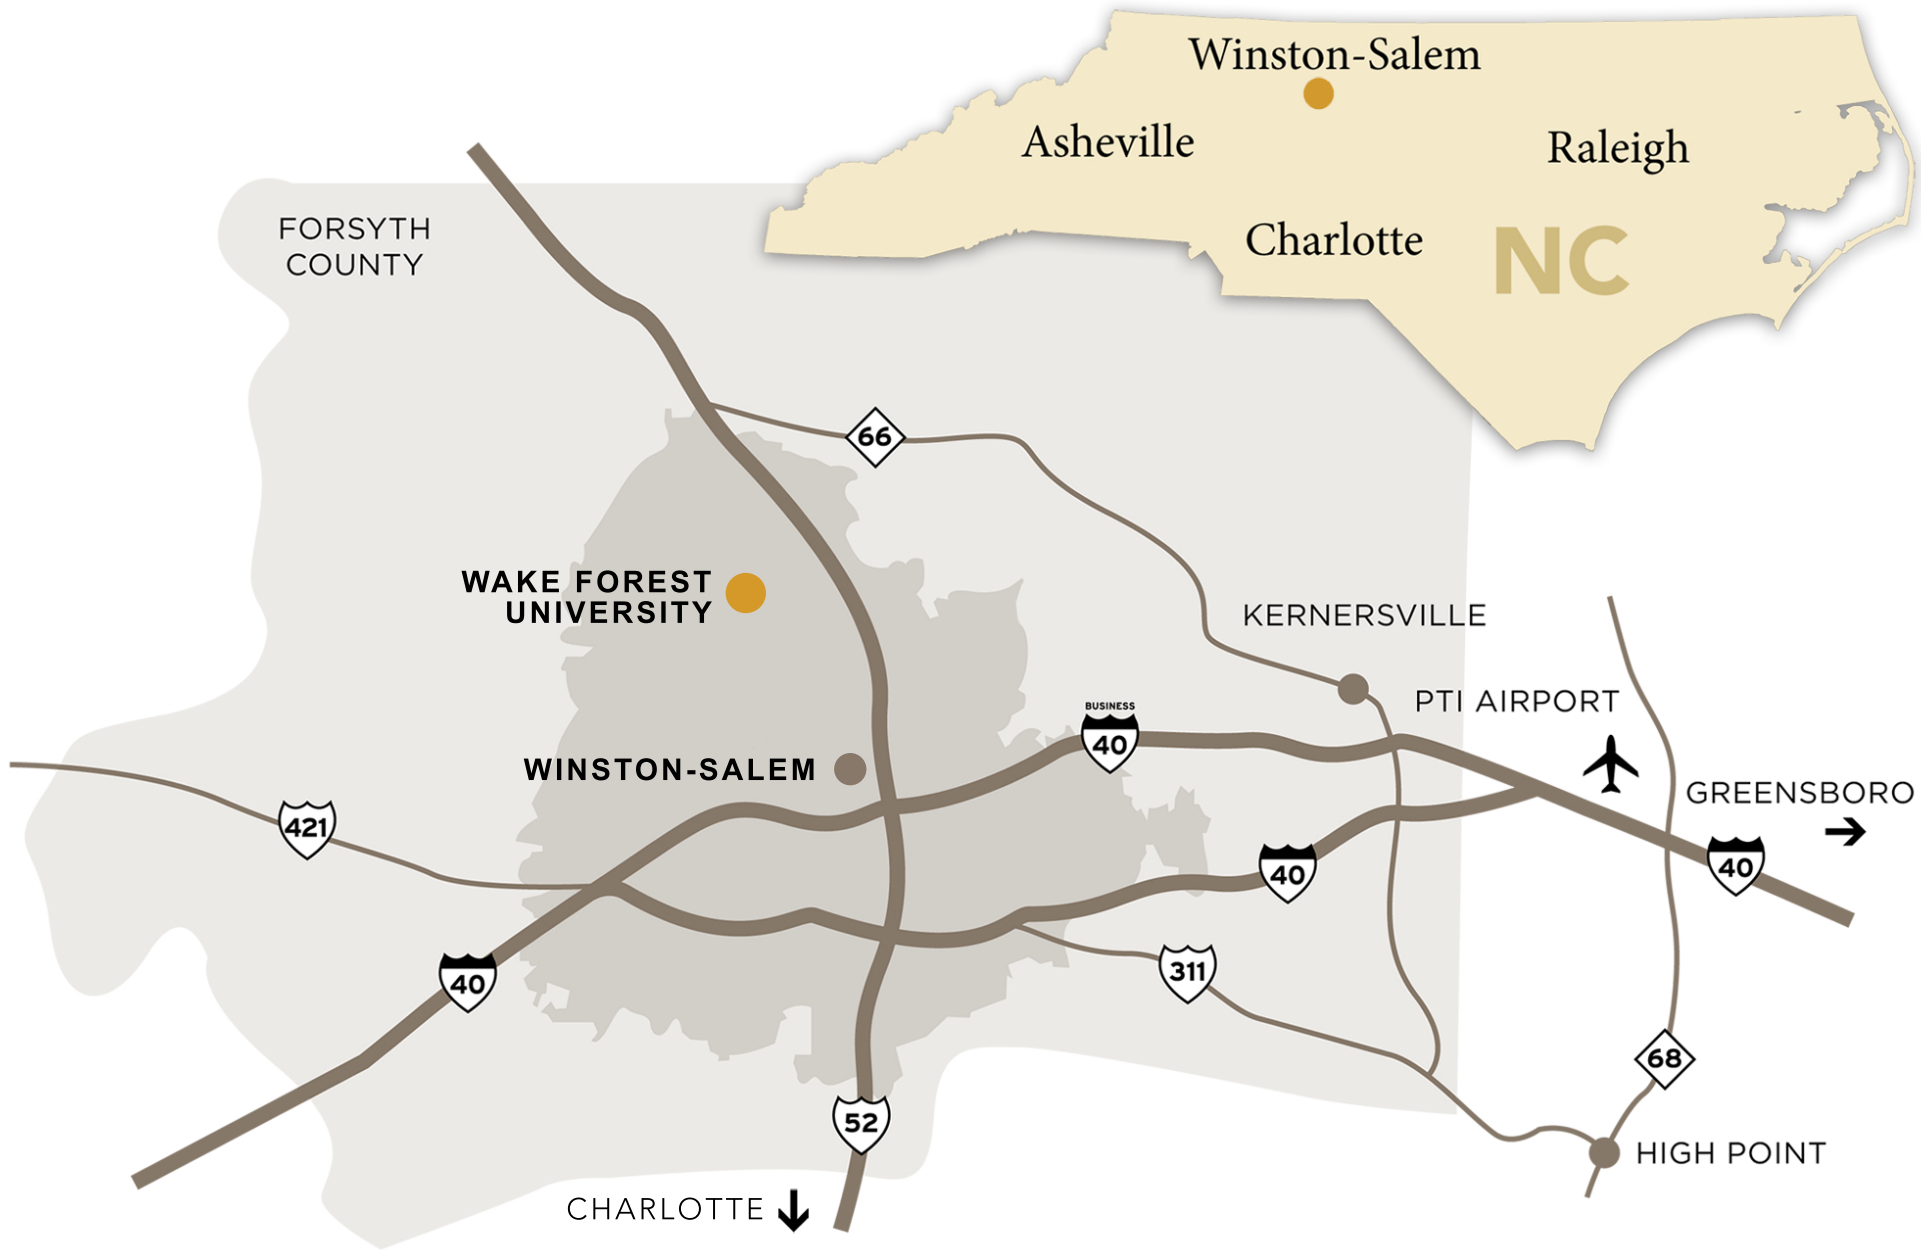 Winston-Salem
Asheville
Raleigh
Charlotte
NC
FORSYTH
COUNTY
66
WAKE FOREST
UNIVERSITY
KERNERSVILLE
PTI AIRPORT
BUSINESS
40
WINSTON-SALEM
GREENSBORO
421
40
40
40
311
68
52
HIGH POINT
CHARLOTTE